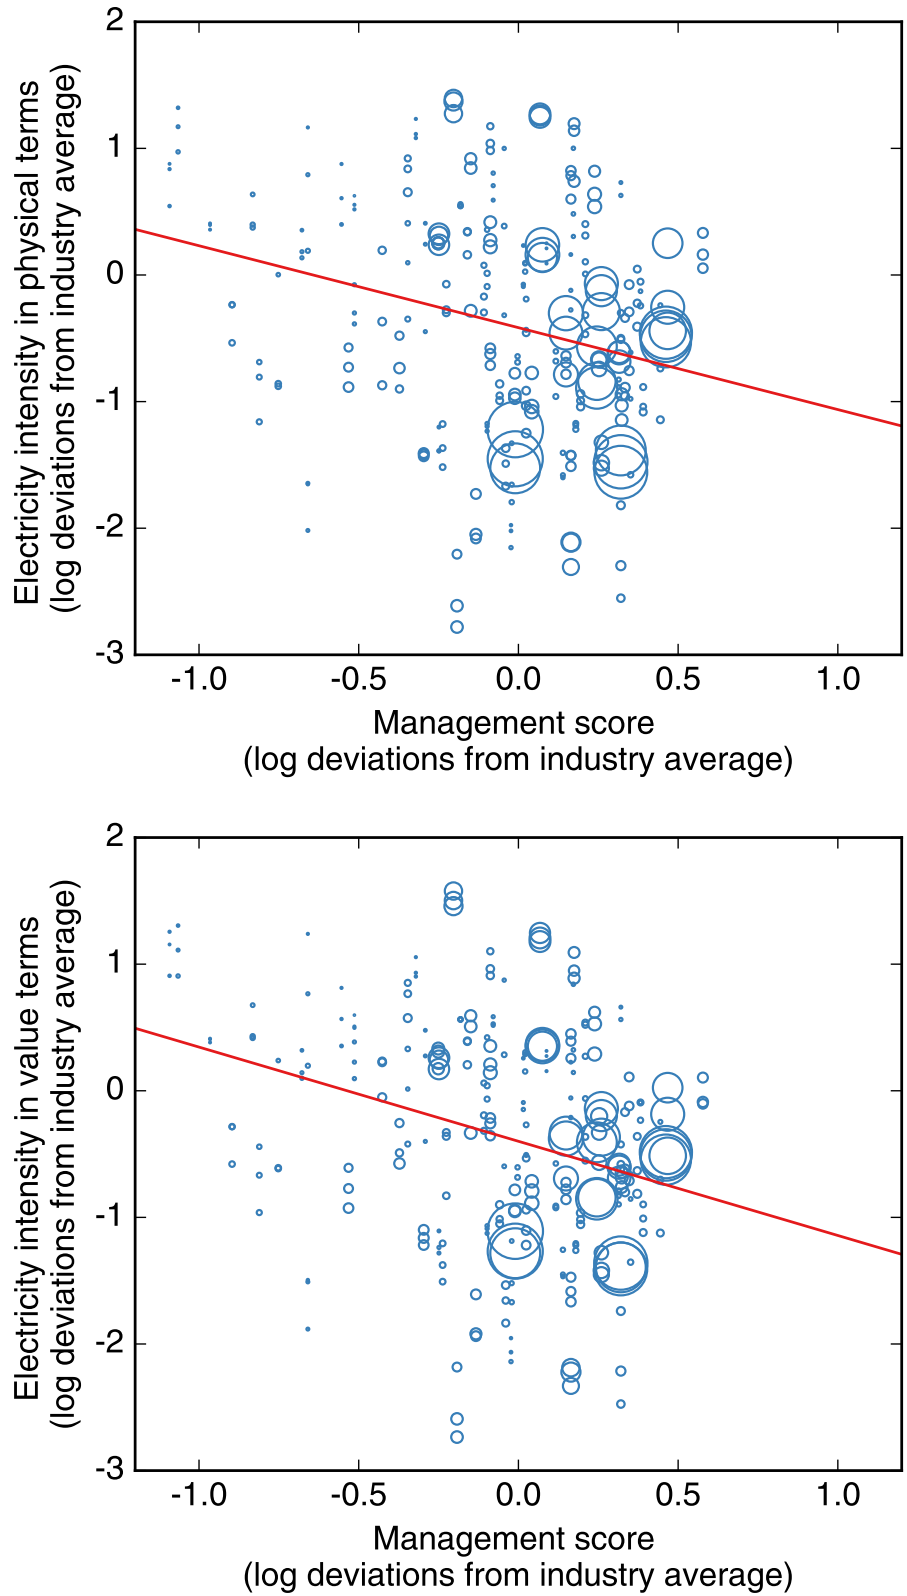 Electricity intensity in physical terms
(log deviations from industry average)
2
1
0
-1
-2
-3
-1.0 -0.5 0.0 0.5 1.0
Management score
(log deviations from industry average)
Electricity intensity in value terms
(log deviations from industry average)
2
1
0
-1
-2
-3
-1.0 -0.5 0.0 0.5 1.0
Management score
(log deviations from industry average)